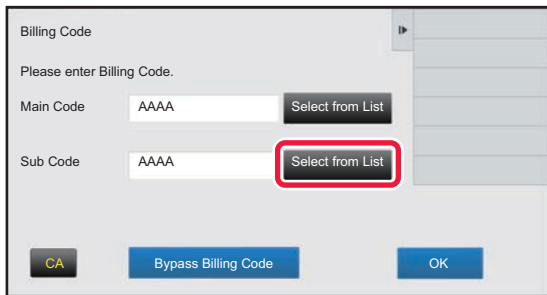 Billing Code
Please enter Billing Code.
Main Code AAAA Select from List
Sub Code AAAA Select from List
CA Bypass Billing Code OK